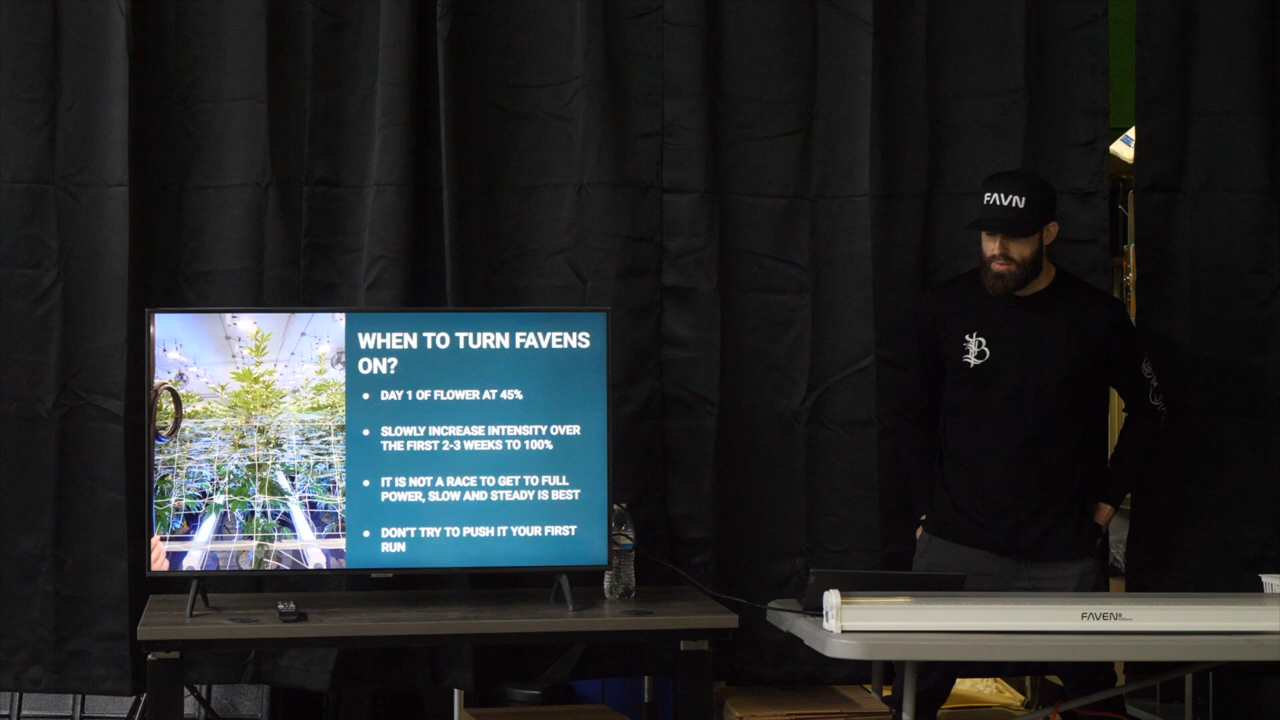 FAVN
B
WHEN TO TURN FAVENS
ON?
● DAY 1 OF FLOWER AT 45%
● SLOWLY INCREASE INTENSITY OVER
THE FIRST 2-3 WEEKS TO 100%
● IT IS NOT A RACE TO GET TO FULL
POWER, SLOW AND STEADY IS BEST
● DON'T TRY TO PUSH IT YOUR FIRST
RUN
FAVEN